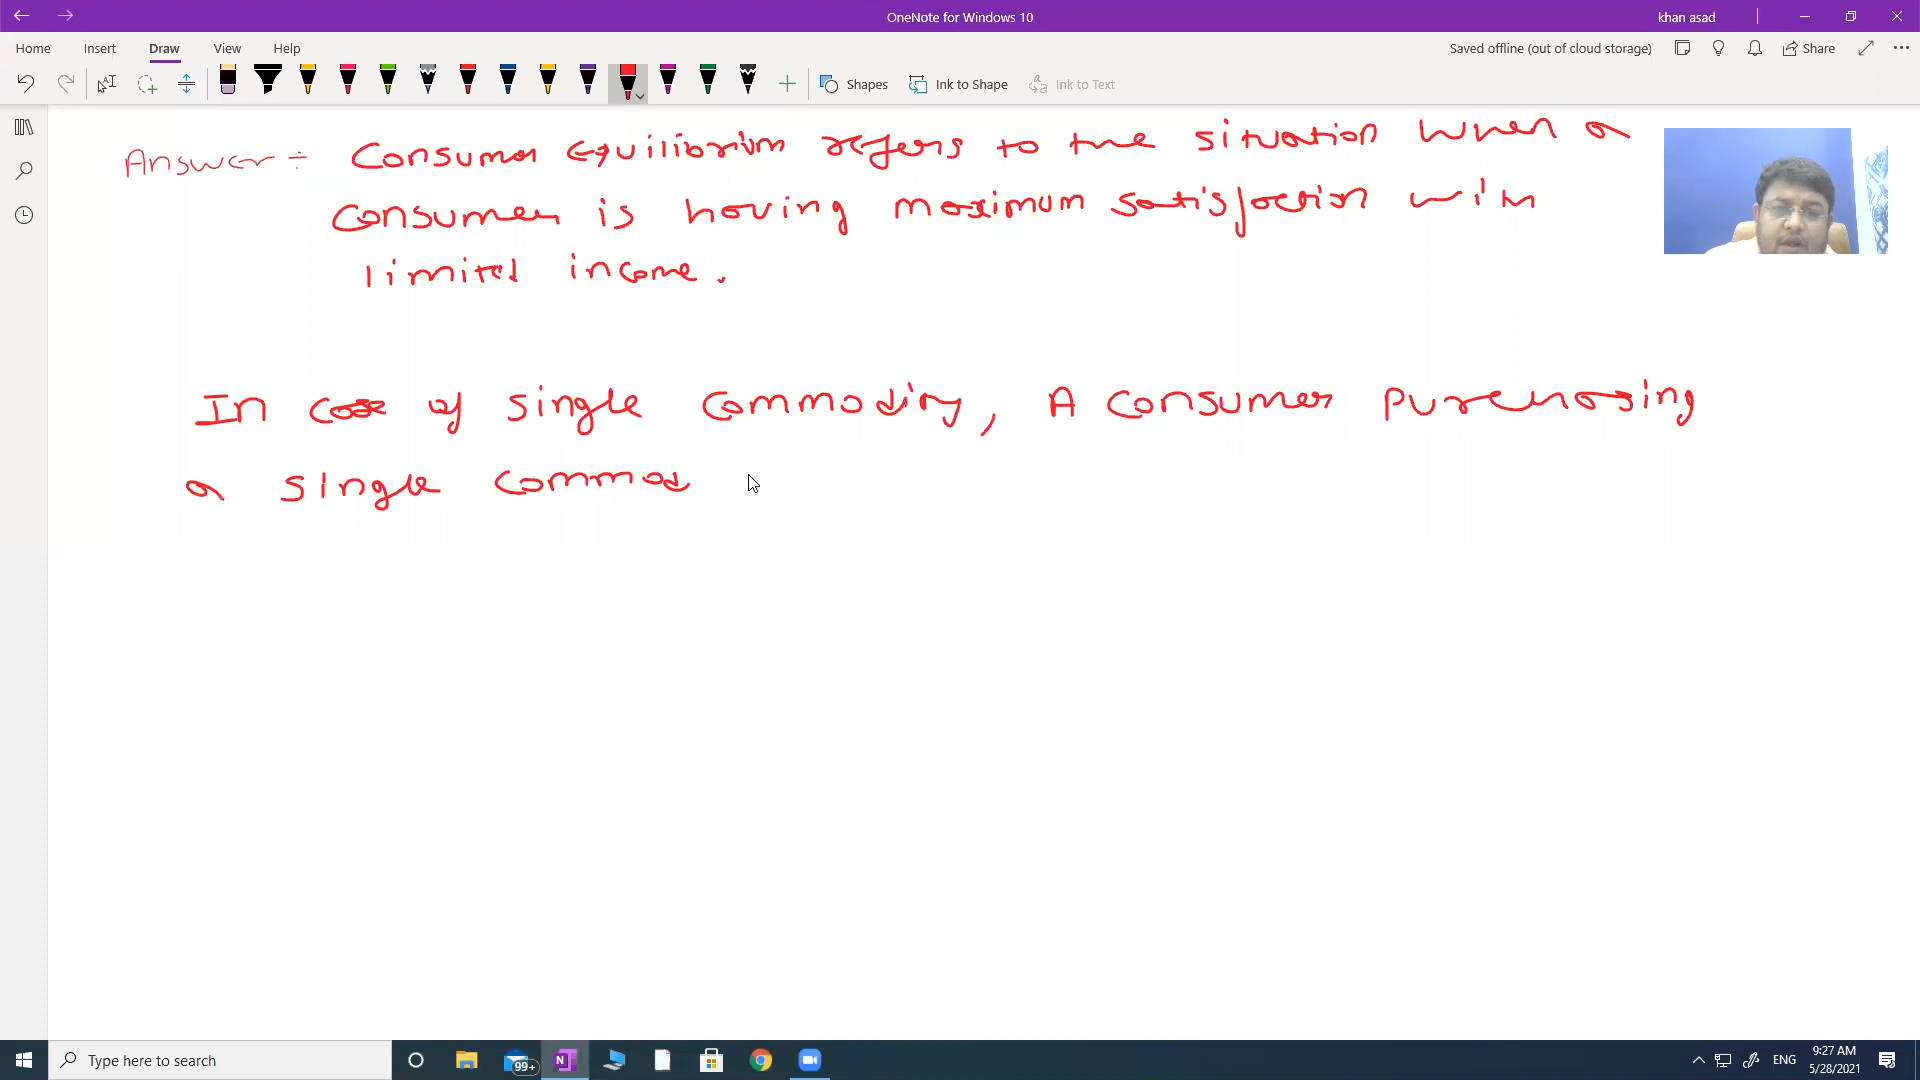 OneNote for Windows 10
khan asad
Home Insert Draw View Help
Saved offline (out of cloud storage)
Share
Shapes
Ink to Shape
Ink to Text
Answer :- Consumer equilibrium refers to the situation when a
consumer is having maximum satisfaction with
limited income.
In case of single commodity, A consumer purchasing
a single commod
Type here to search
99+
ENG
9:27 AM
5/28/2021